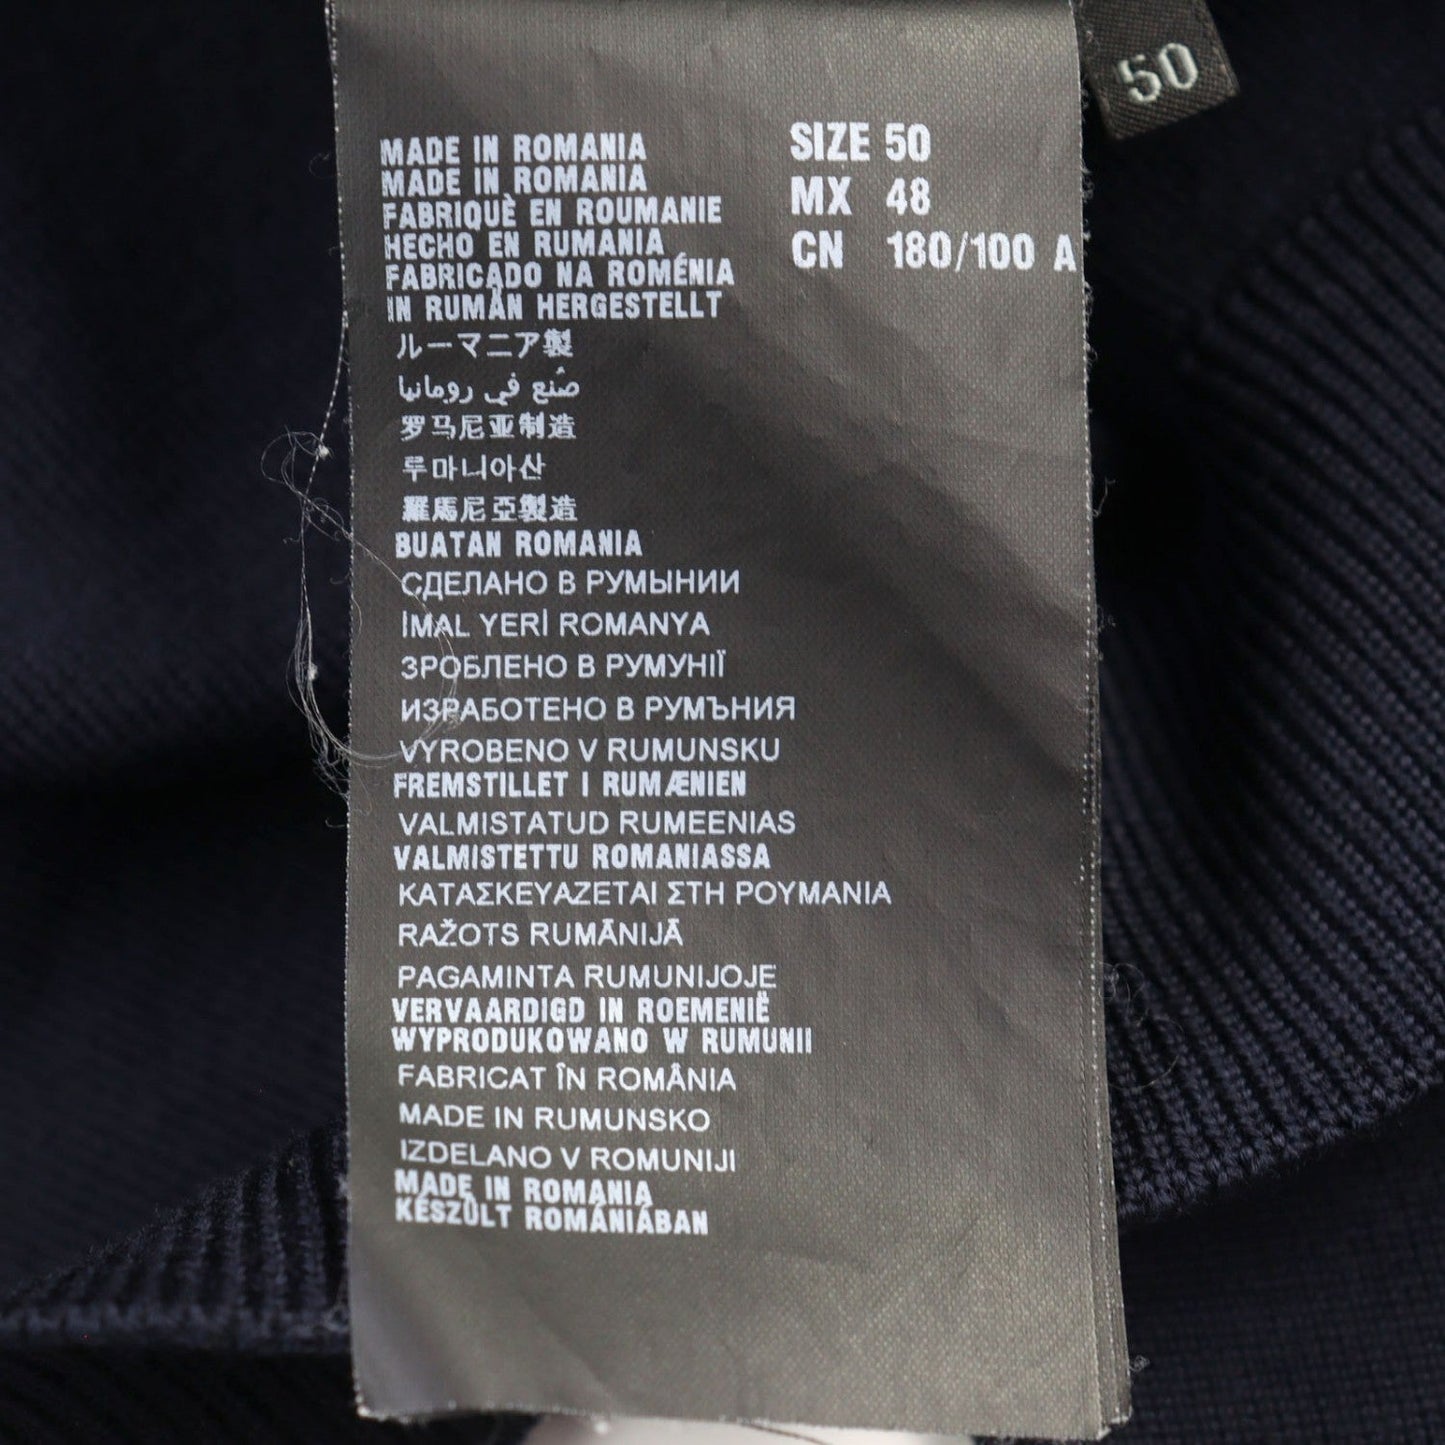 50
SIZE 50
MX 48
CN 180/100 A
MADE IN ROMANIA
MADE IN ROMANIA
FABRIQUÈ EN ROUMANIE
HECHO EN RUMANIA
FABRICADO NA ROMÉNIA
IN RUMÄN HERGESTELLT
ルーマニア製
صُنع في رومانيا
罗马尼亚制造
루마니아산
羅馬尼亞製造
BUATAN ROMANIA
СДЕЛАНО В РУМЫНИИ
İMAL YERİ ROMANYA
ЗРОБЛЕНО В РУМУНІЇ
ИЗРАБОТЕНО В РУМЪНИЯ
VYROBENO V RUMUNSKU
FREMSTILLET I RUMÆNIEN
VALMISTATUD RUMEENIAS
VALMISTETTU ROMANIASSA
ΚΑΤΑΣΚΕΥΑΖΕΤΑΙ ΣΤΗ ΡΟΥΜΑΝΙΑ
RAŽOTS RUMĀNIJĀ
PAGAMINTA RUMUNIJOJE
VERVAARDIGD IN ROEMENIË
WYPRODUKOWANO W RUMUNII
FABRICAT ÎN ROMÂNIA
MADE IN RUMUNSKO
IZDELANO V ROMUNIJI
MADE IN ROMANIA
KÉSZÛLT ROMÁNIÁBAN